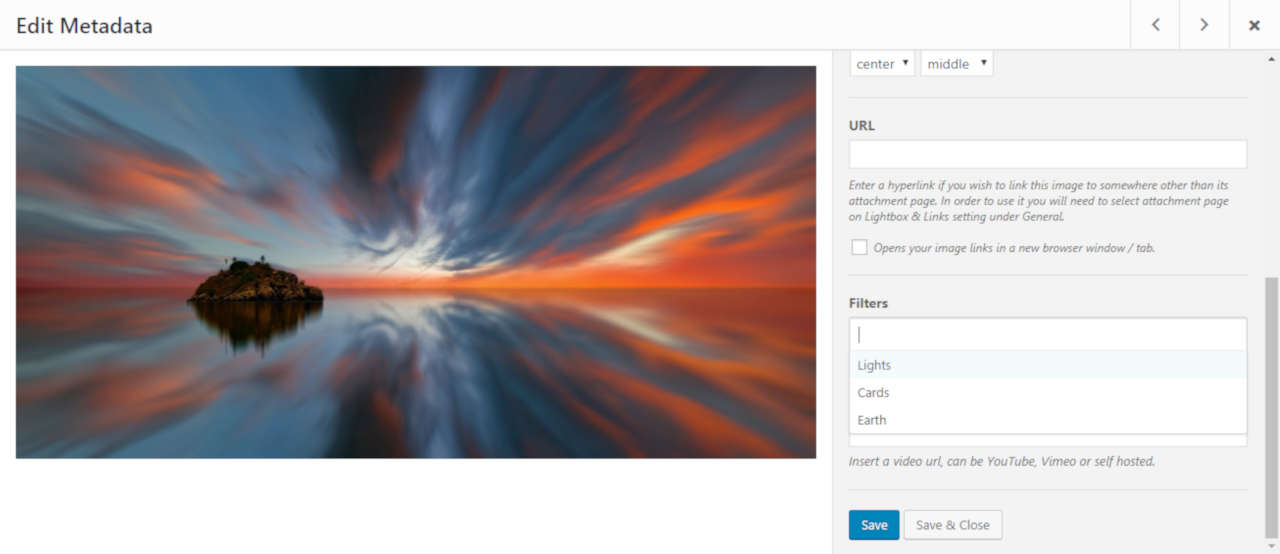 Edit Metadata
center middle
URL
Enter a hyperlink if you wish to link this image to somewhere other than its
attachment page. In order to use it you will need to select attachment page
on Lightbox & Links setting under General.
Opens your image links in a new browser window / tab.
Filters
Lights
Cards
Earth
Insert a video url, can be YouTube, Vimeo or self hosted.
Save Save & Close